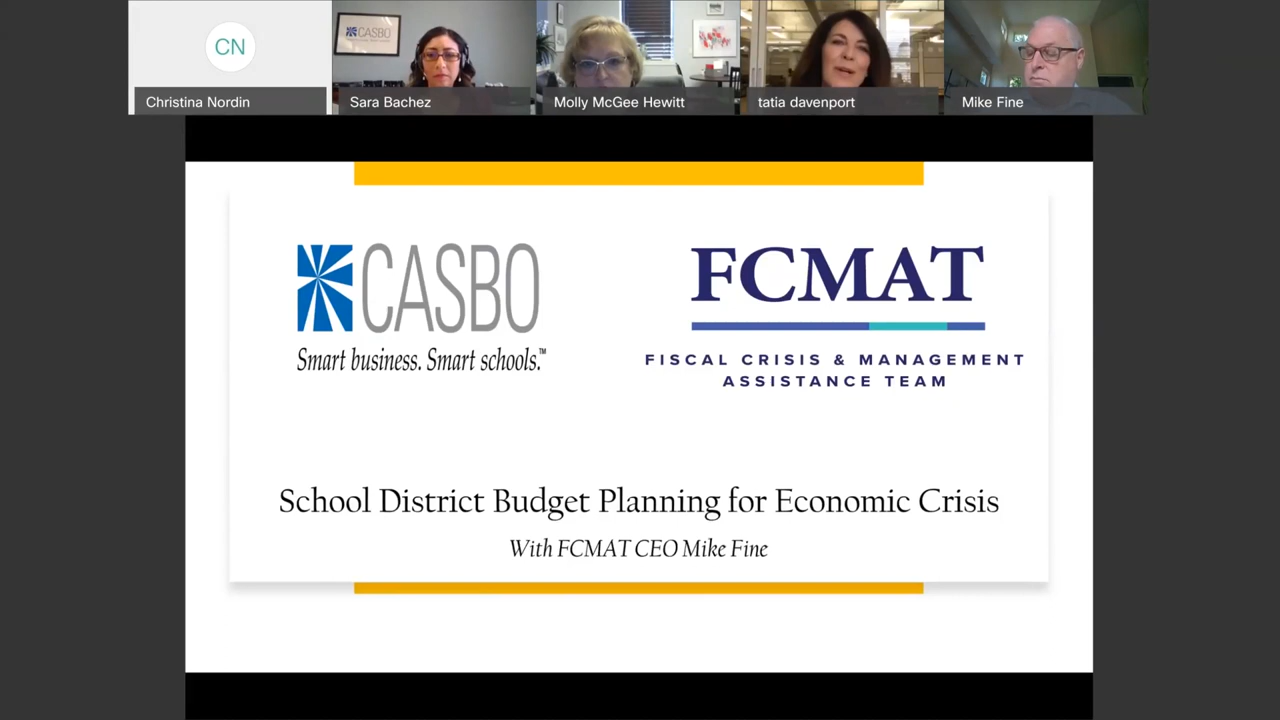 CN
Christina Nordin
CASBO
Sara Bachez
Molly McGee Hewitt
tatia davenport
Mike Fine
CASBO
Smart business. Smart schools.™
FCMAT
FISCAL CRISIS & MANAGEMENT
ASSISTANCE TEAM
School District Budget Planning for Economic Crisis
With FCMAT CEO Mike Fine